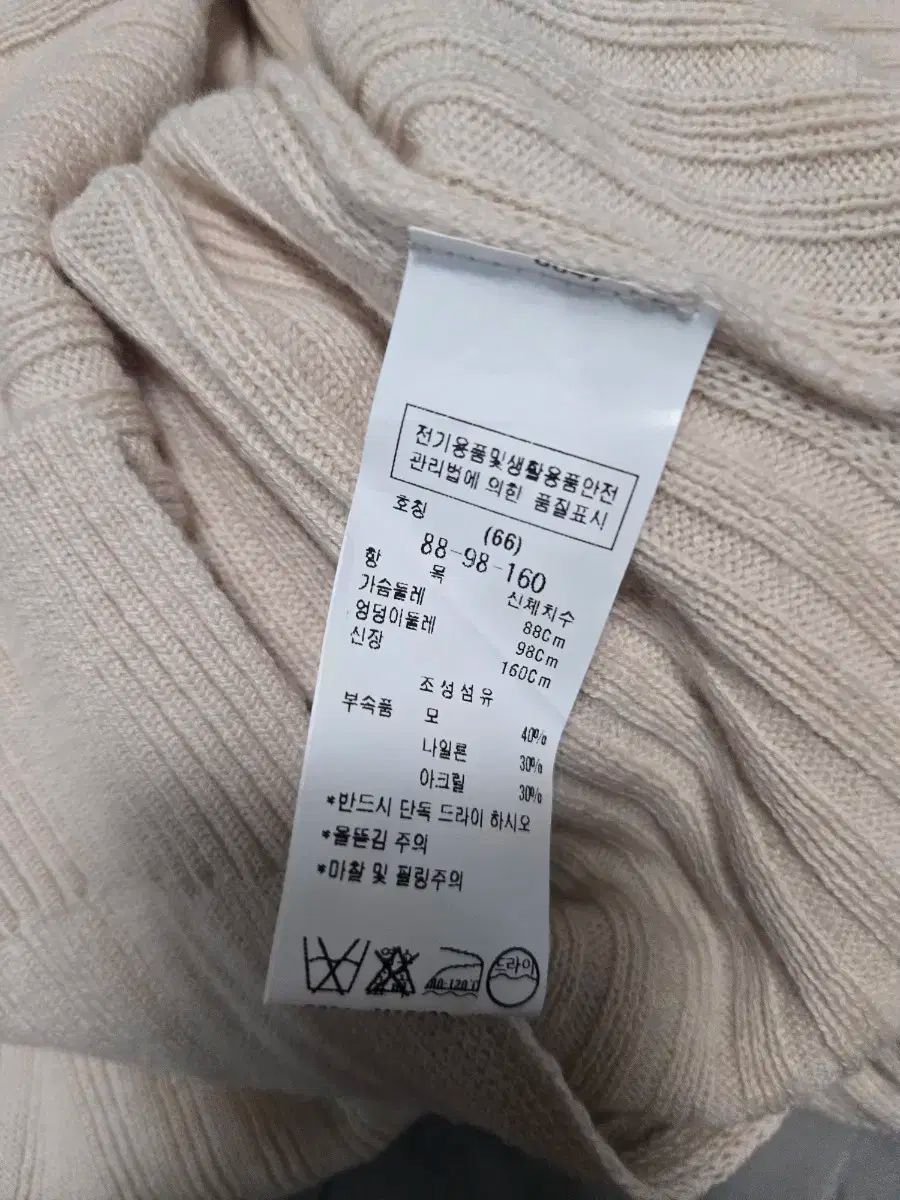 전기용품및생활용품안전
관리법에 의힌 품질표시
호칭 (66)
88-98-160
항 목 신체치수
가슴둘레 88Cm
엉덩이둘레 98Cm
신장 160Cm
조성섬유
부속품 모 40%
나일론 30%
아크릴 30%
*반드시 단독 드라이 하시오
*올뜯김 주의
*마찰 및 필링주의
드라이